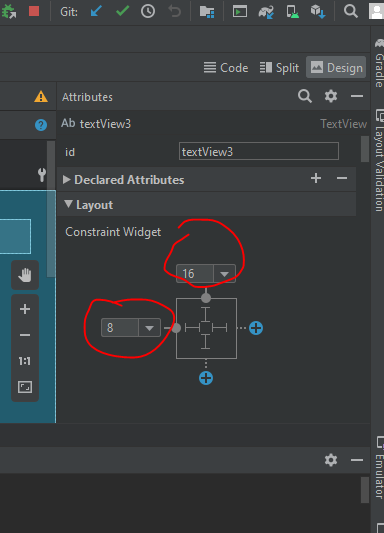 Git:
Code Split Design
Attributes
Ab textView3 TextView
id textView3
Declared Attributes
Layout
Constraint Widget
16
8
1:1
Gradle
Layout Validation
Emulator